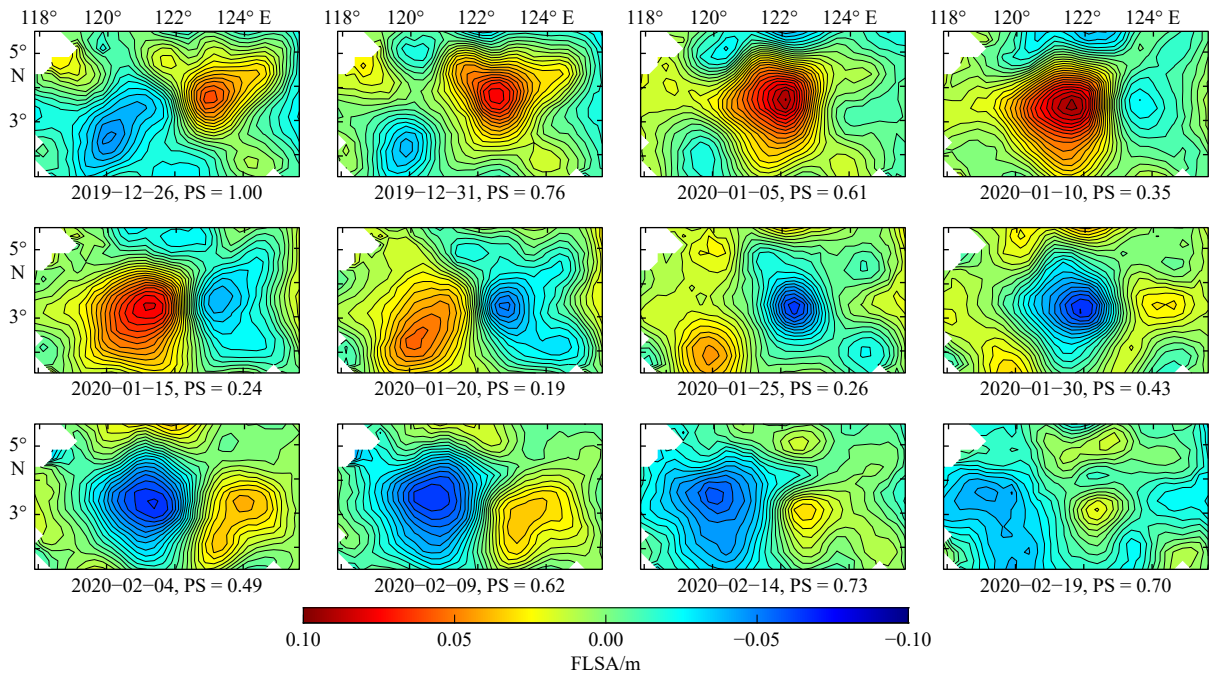 118° 120° 122° 124° E 118° 120° 122° 124° E 118° 120° 122° 124° E 118° 120° 122° 124° E
5°
N
3°
2019−12−26, PS = 1.00 2019−12−31, PS = 0.76 2020−01−05, PS = 0.61 2020−01−10, PS = 0.35
5°
N
3°
2020−01−15, PS = 0.24 2020−01−20, PS = 0.19 2020−01−25, PS = 0.26 2020−01−30, PS = 0.43
5°
N
3°
2020−02−04, PS = 0.49 2020−02−09, PS = 0.62 2020−02−14, PS = 0.73 2020−02−19, PS = 0.70
0.10 0.05 0.00 −0.05 −0.10
FLSA/m